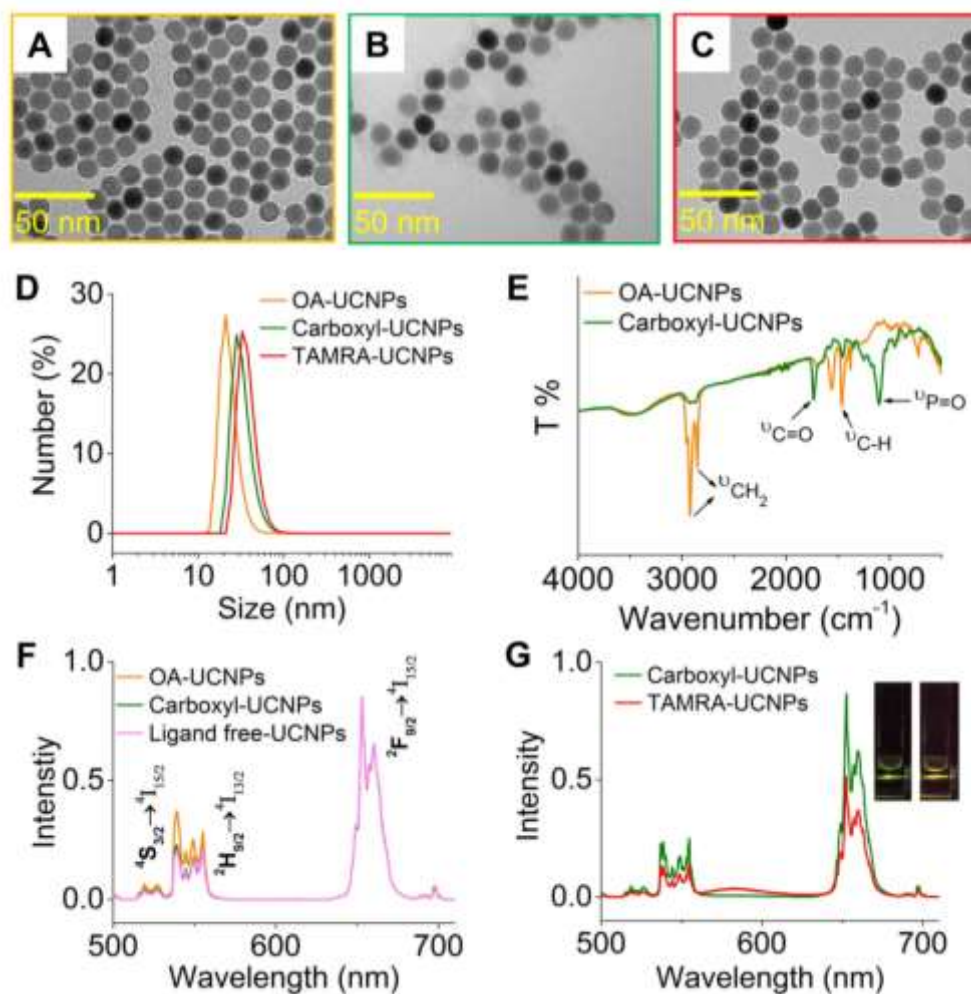 A
B
C
50 nm
50 nm
50 nm
D
30
20
10
0
Number (%)
OA-UCNPs
Carboxyl-UCNPs
TAMRA-UCNPs
1
10
100
1000
Size (nm)
E
OA-UCNPs
Carboxyl-UCNPs
T %
υC=O
υC-H
υP=O
υCH₂
4000
3000
2000
1000
Wavenumber (cm⁻¹)
F
1.0
0.5
0.0
Intenstiy
OA-UCNPs
Carboxyl-UCNPs
Ligand free-UCNPs
⁴S₃/₂→⁴I₁₅/₂
²H₉/₂→⁴I₁₃/₂
²F₉/₂→⁴I₁₅/₂
500
600
700
Wavelength (nm)
G
1.0
0.5
0.0
Intensity
Carboxyl-UCNPs
TAMRA-UCNPs
500
600
700
Wavelength (nm)